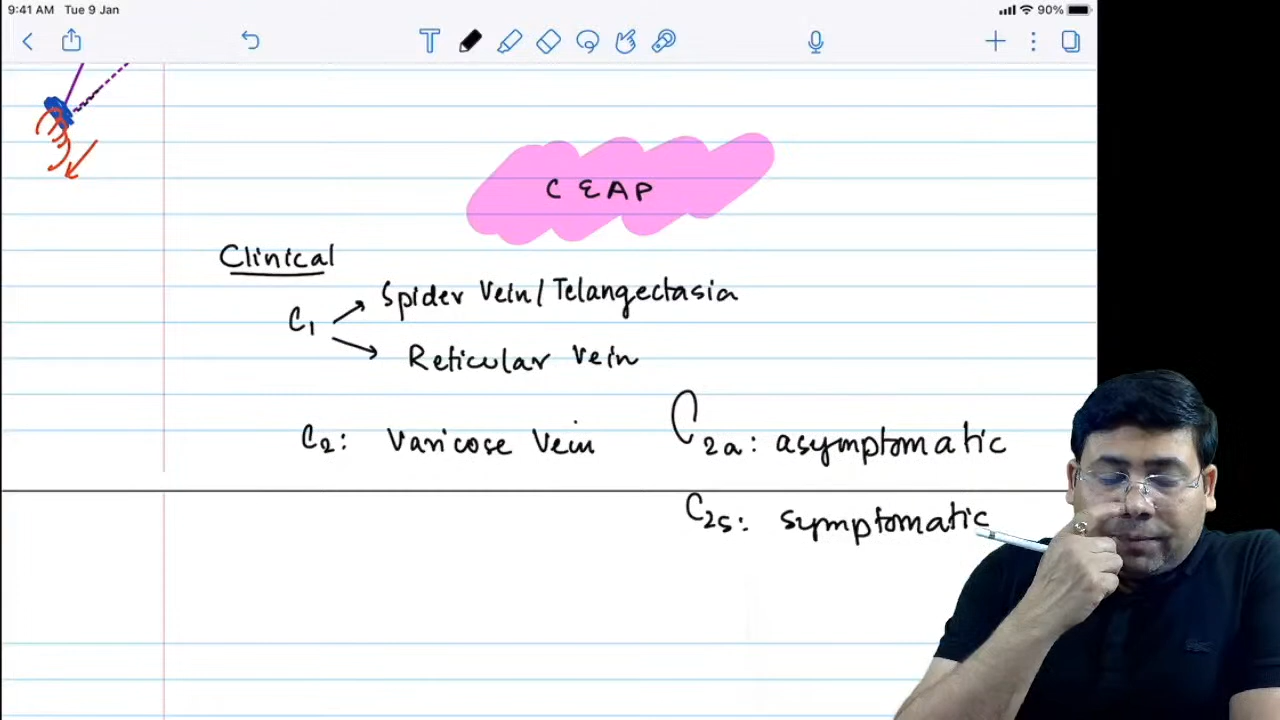 9:41 AM Tue 9 Jan
90%
T
C E A P
Clinical
C1
Spider Vein/Telangectasia
Reticular Vein
C2: Varicose Vein
C2a: asymptomatic
C2s: symptomatic